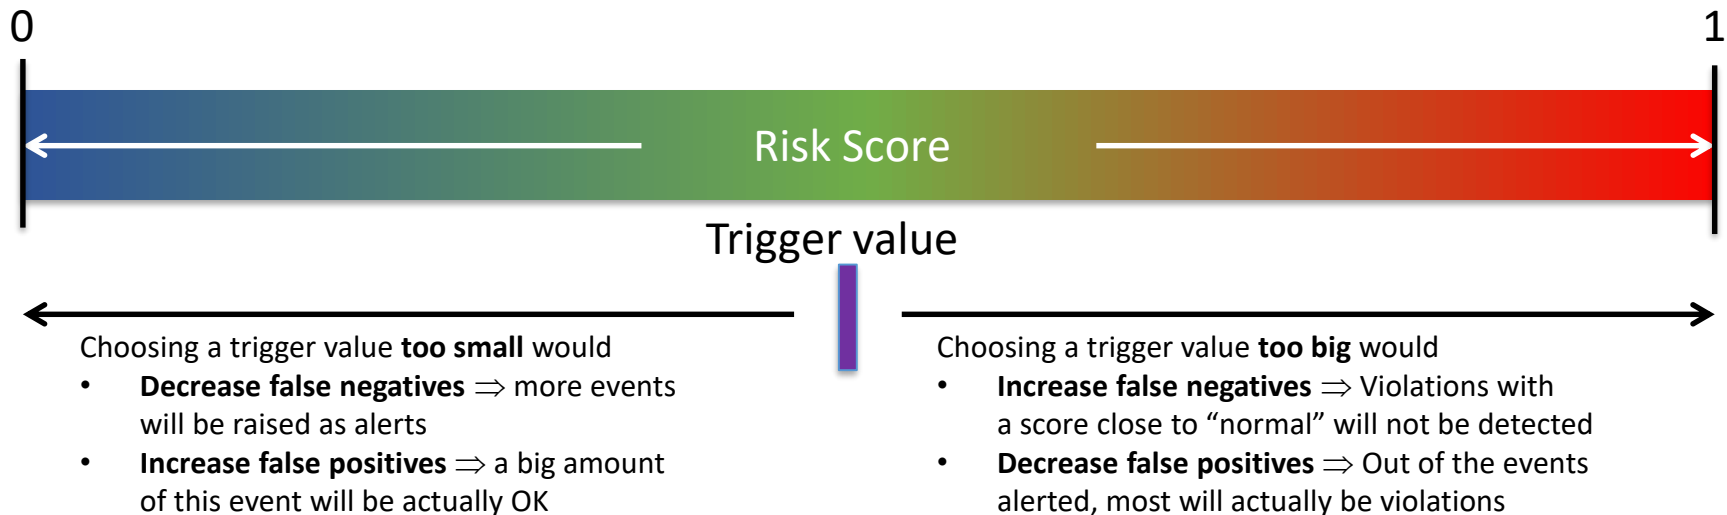 0
1
Risk Score
Trigger value
Choosing a trigger value too small would
• Decrease false negatives ⇒ more events
will be raised as alerts
• Increase false positives ⇒ a big amount
of this event will be actually OK
Choosing a trigger value too big would
• Increase false negatives ⇒ Violations with
a score close to “normal” will not be detected
• Decrease false positives ⇒ Out of the events
alerted, most will actually be violations